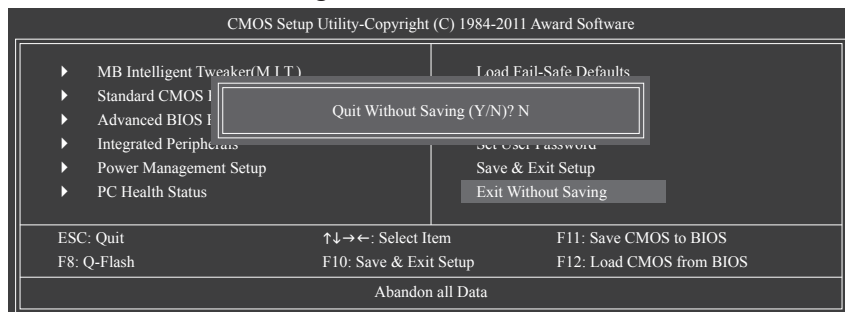 CMOS Setup Utility-Copyright (C) 1984-2011 Award Software
MB Intelligent Tweaker(M.I.T.)
Standard CMOS
Advanced BIOS
Integrated Peripherals
Power Management Setup
PC Health Status
Load Fail-Safe Defaults
Set User Password
Save & Exit Setup
Exit Without Saving
Quit Without Saving (Y/N)? N
ESC: Quit ↑↓→←: Select Item F11: Save CMOS to BIOS
F8: Q-Flash F10: Save & Exit Setup F12: Load CMOS from BIOS
Abandon all Data